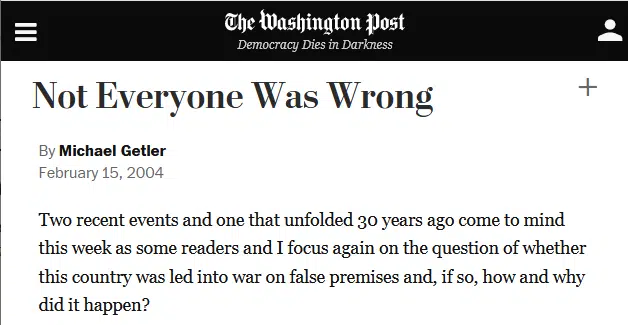 The Washington Post
Democracy Dies in Darkness
Not Everyone Was Wrong
By Michael Getler
February 15, 2004
Two recent events and one that unfolded 30 years ago come to mind
this week as some readers and I focus again on the question of whether
this country was led into war on false premises and, if so, how and why
did it happen?